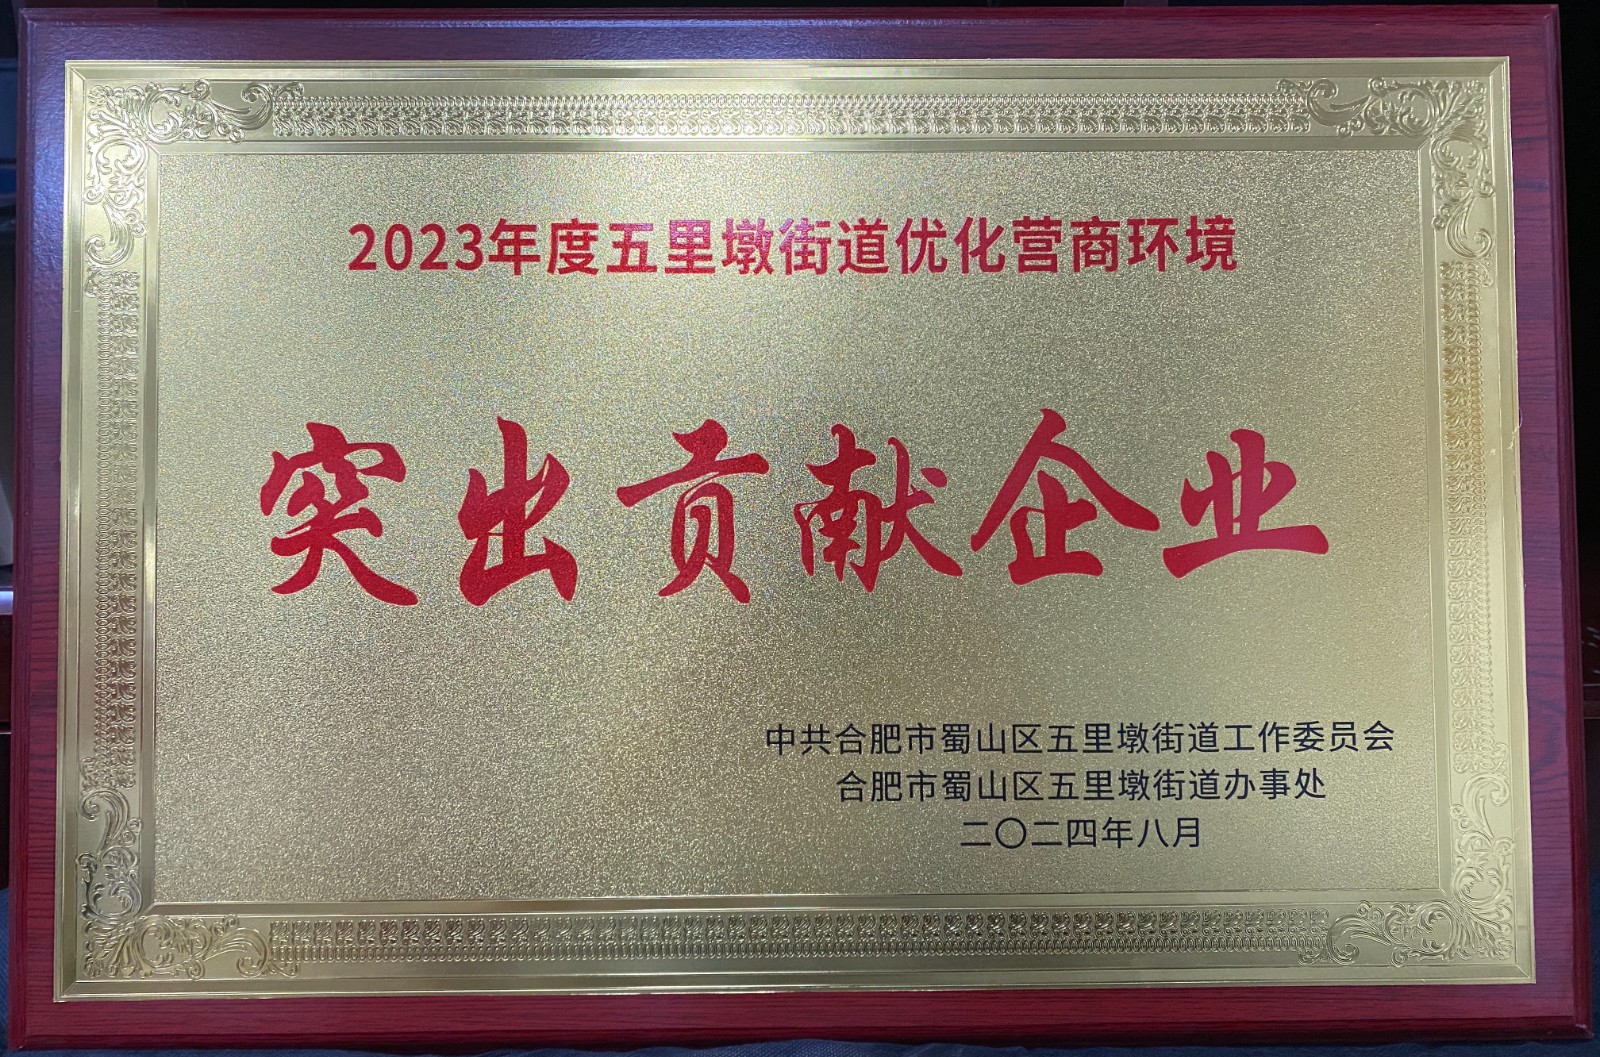 2023年度五里墩街道优化营商环境
突出贡献企业
中共合肥市蜀山区五里墩街道工作委员会
合肥市蜀山区五里墩街道办事处
二〇二四年八月